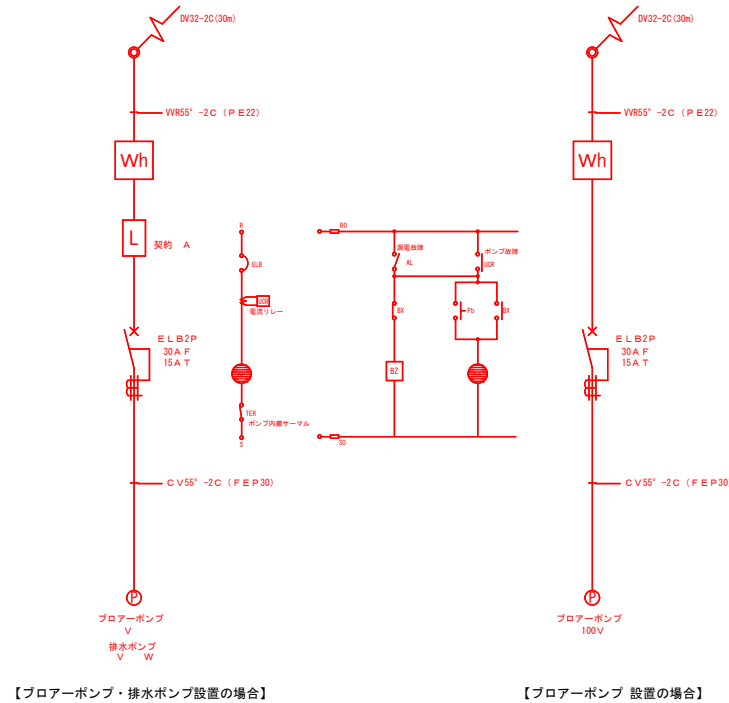 DV32-2C(30m)
VVR55°-2C (PE22)
Wh
L
契約 A
ELB2P
30AF
15AT
CV55°-2C (FEP30)
P
ブロアーポンプ
V
排水ポンプ
V W
【ブロアーポンプ・排水ポンプ設置の場合】
R
ELB
UCR
電流リレー
TER
ポンプ内蔵サーマル
S
RO
漏電故障
AL
ポンプ故障
UCR
BX
Pb
BX
BZ
SO
DV32-2C(30m)
VVR55°-2C (PE22)
Wh
ELB2P
30AF
15AT
CV55°-2C (FEP30
P
ブロアーポンプ
100V
【ブロアーポンプ 設置の場合】